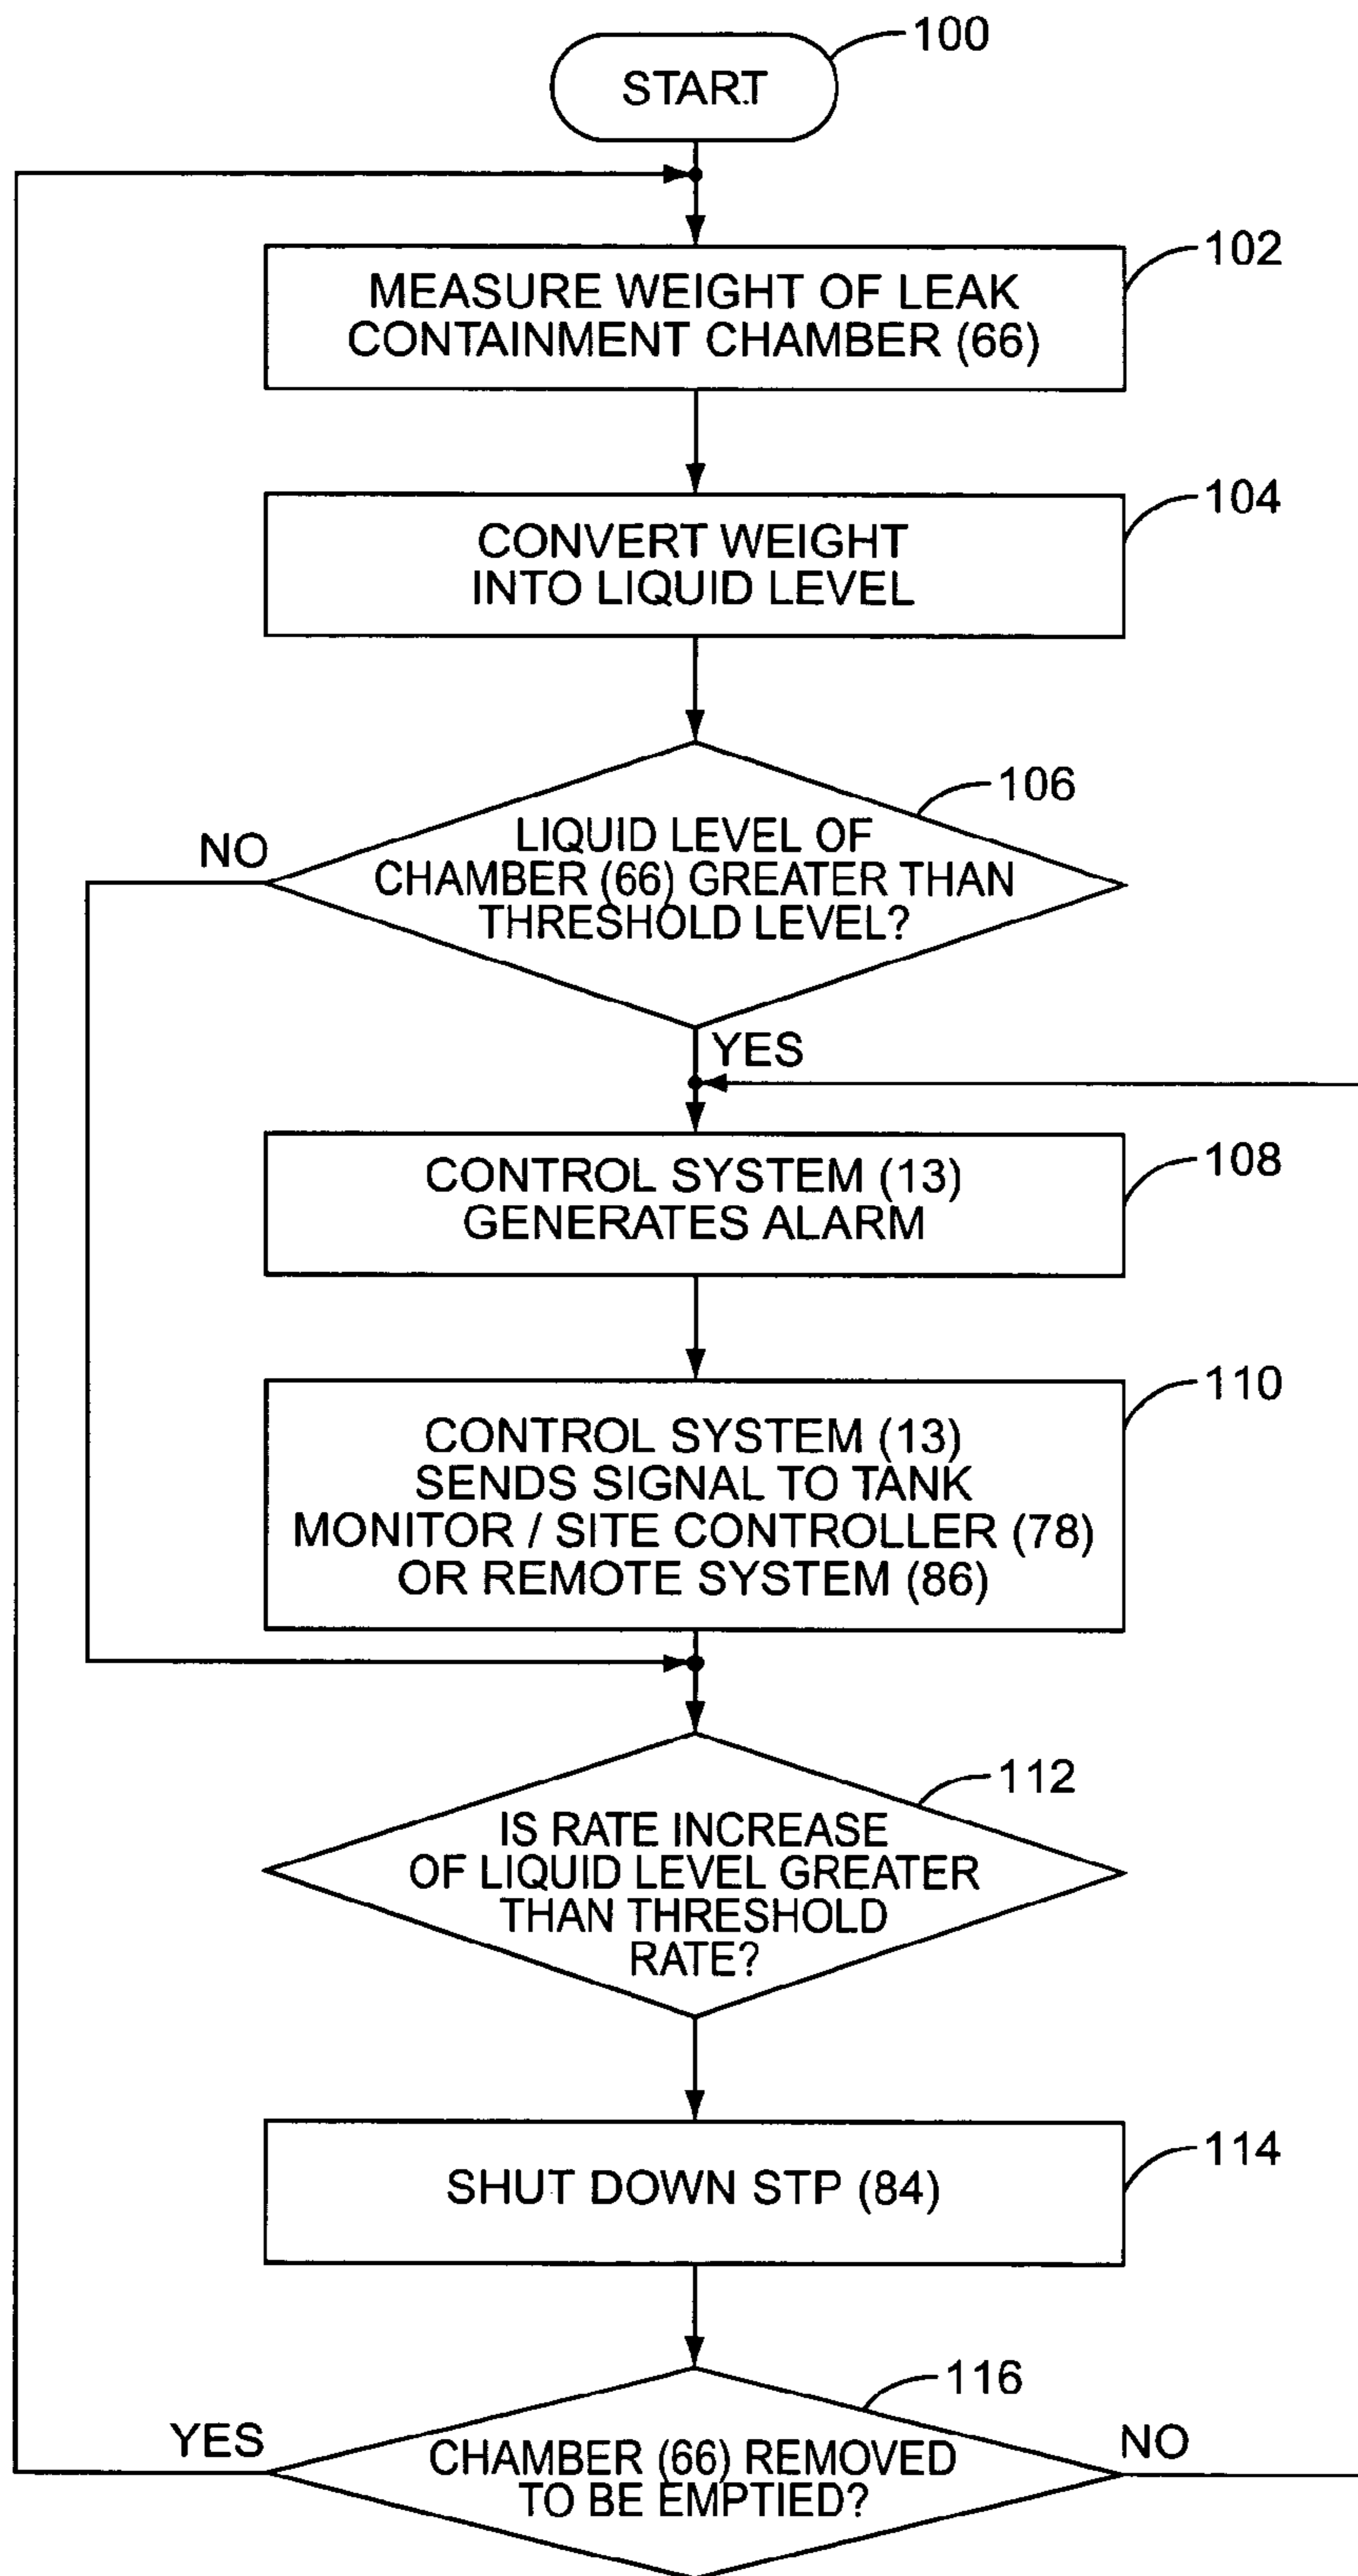 100
START
102
MEASURE WEIGHT OF LEAK
CONTAINMENT CHAMBER (66)
104
CONVERT WEIGHT
INTO LIQUID LEVEL
106
NO
LIQUID LEVEL OF
CHAMBER (66) GREATER THAN
THRESHOLD LEVEL?
YES
108
CONTROL SYSTEM (13)
GENERATES ALARM
110
CONTROL SYSTEM (13)
SENDS SIGNAL TO TANK
MONITOR / SITE CONTROLLER (78)
OR REMOTE SYSTEM (86)
112
IS RATE INCREASE
OF LIQUID LEVEL GREATER
THAN THRESHOLD
RATE?
114
SHUT DOWN STP (84)
116
YES
NO
CHAMBER (66) REMOVED
TO BE EMPTIED?